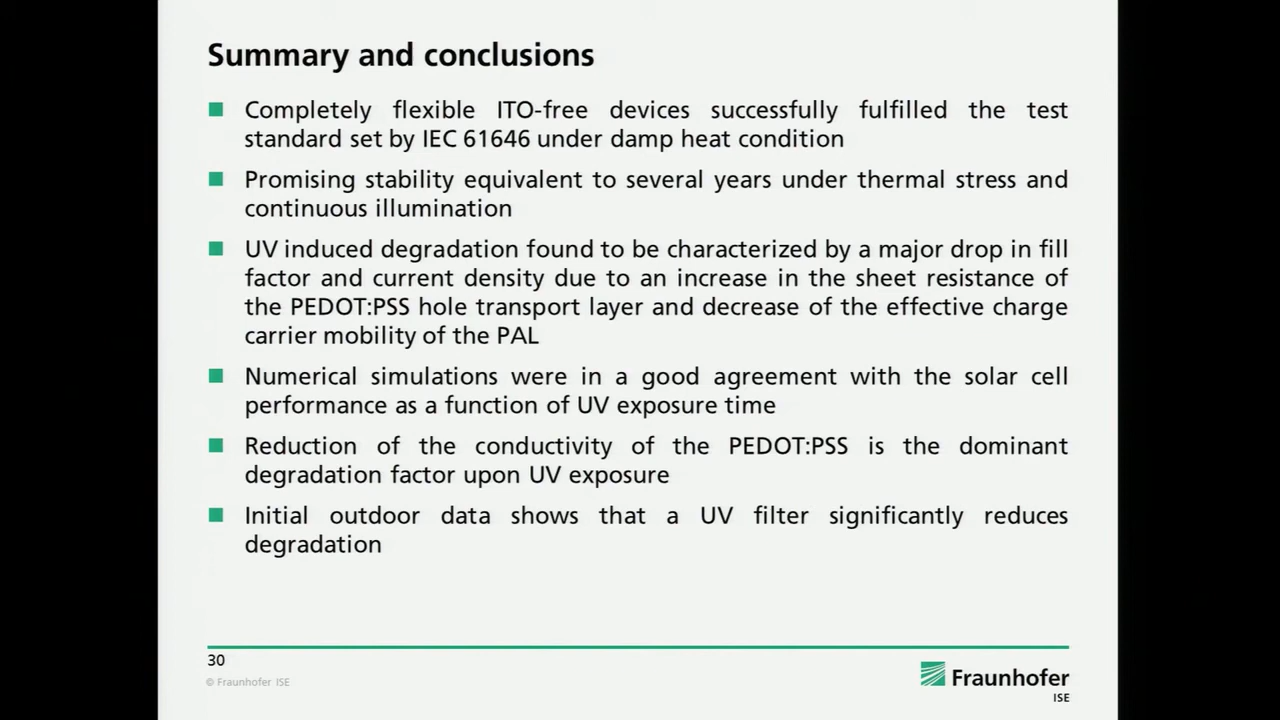 Summary and conclusions
Completely flexible ITO-free devices successfully fulfilled the test
standard set by IEC 61646 under damp heat condition
Promising stability equivalent to several years under thermal stress and
continuous illumination
UV induced degradation found to be characterized by a major drop in fill
factor and current density due to an increase in the sheet resistance of
the PEDOT:PSS hole transport layer and decrease of the effective charge
carrier mobility of the PAL
Numerical simulations were in a good agreement with the solar cell
performance as a function of UV exposure time
Reduction of the conductivity of the PEDOT:PSS is the dominant
degradation factor upon UV exposure
Initial outdoor data shows that a UV filter significantly reduces
degradation
30
© Fraunhofer ISE
Fraunhofer
ISE